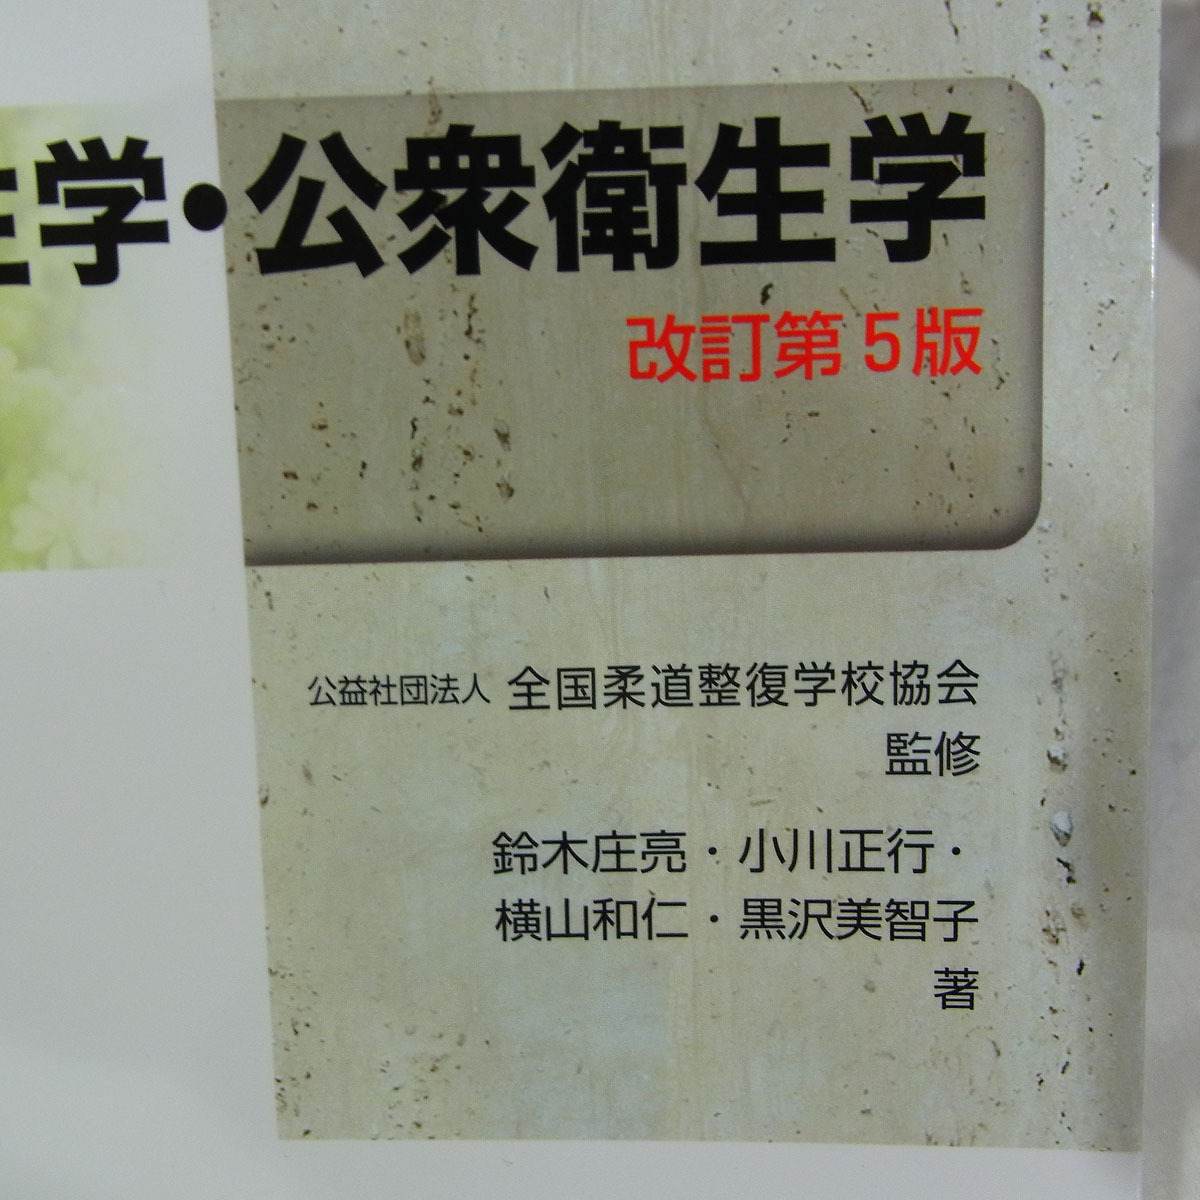 生学・公衆衛生学
改訂第5版
公益社団法人 全国柔道整復学校協会
監修
鈴木庄亮・小川正行・
横山和仁・黒沢美智子
著